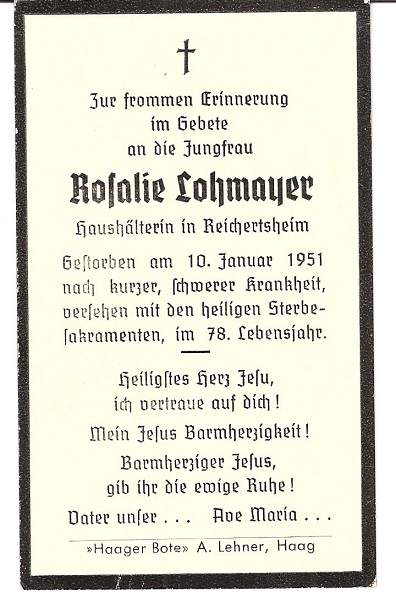 Zur frommen Erinnerung
im Gebete
an die Jungfrau
Rosalie Lohmayer
Haushälterin in Reichertsheim
Gestorben am 10. Januar 1951
nach kurzer, schwerer Krankheit,
versehen mit den heiligen Sterbe-
sakramenten, im 78. Lebensjahr.
Heiligstes Herz Jesu,
ich vertraue auf dich!
Mein Jesus Barmherzigkeit!
Barmherziger Jesus,
gib ihr die ewige Ruhe!
Vater unser . . . Ave Maria . . .
»Haager Bote« A. Lehner, Haag